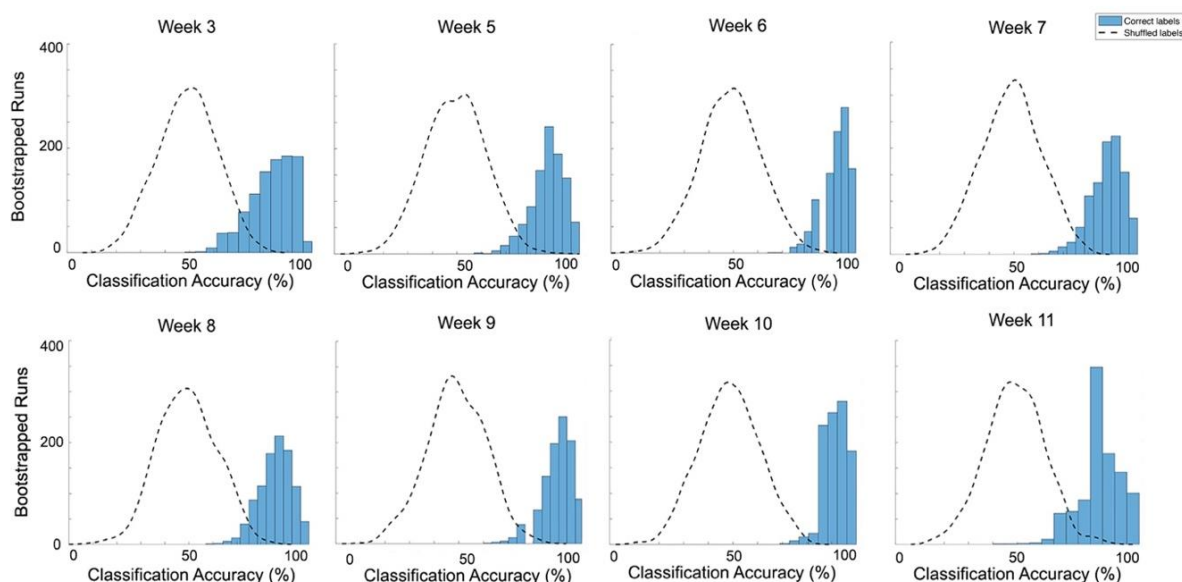 Week 3
Week 5
Week 6
Week 7
Correct labels
Shuffled labels
400
200
0
Bootstrapped Runs
0 50 100
0 50 100
0 50 100
0 50 100
Classification Accuracy (%)
Classification Accuracy (%)
Classification Accuracy (%)
Classification Accuracy (%)
Week 8
Week 9
Week 10
Week 11
400
200
0
Bootstrapped Runs
0 50 100
0 50 100
0 50 100
0 50 100
Classification Accuracy (%)
Classification Accuracy (%)
Classification Accuracy (%)
Classification Accuracy (%)